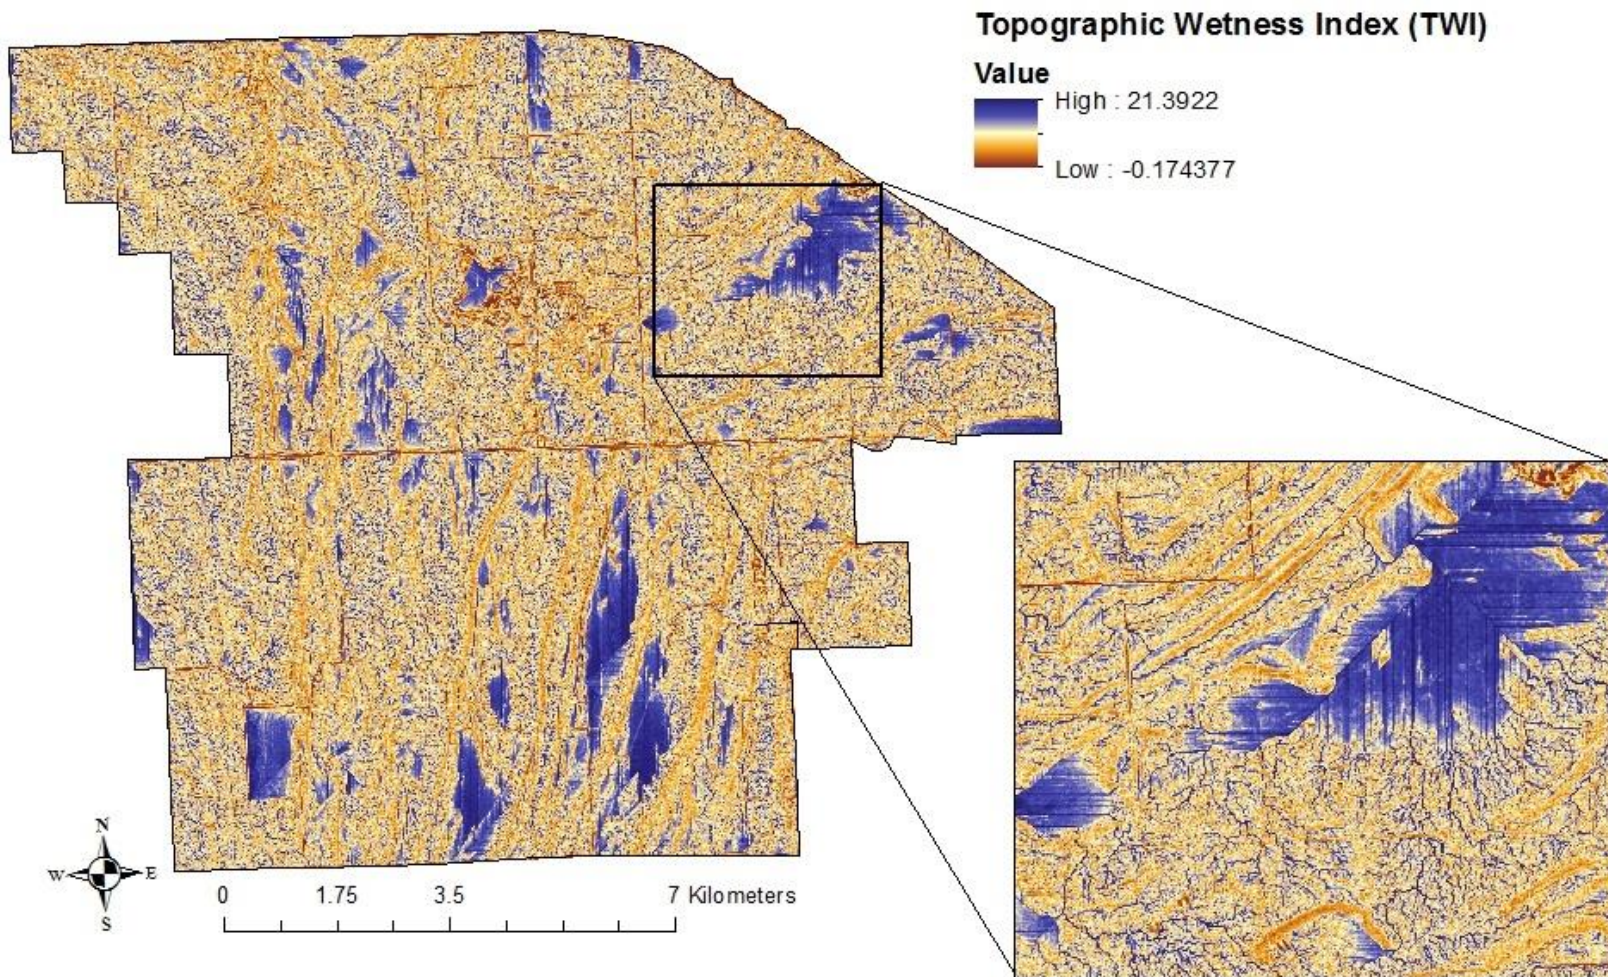 Topographic Wetness Index (TWI)
Value
High : 21.3922
Low : -0.174377
N
W E
S
0 1.75 3.5 7 Kilometers